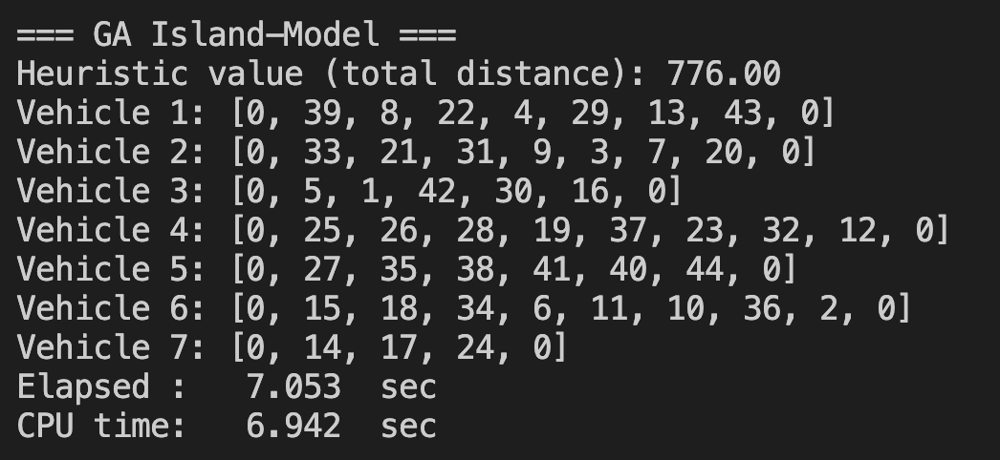 === GA Island-Model ===
Heuristic value (total distance): 776.00
Vehicle 1: [0, 39, 8, 22, 4, 29, 13, 43, 0]
Vehicle 2: [0, 33, 21, 31, 9, 3, 7, 20, 0]
Vehicle 3: [0, 5, 1, 42, 30, 16, 0]
Vehicle 4: [0, 25, 26, 28, 19, 37, 23, 32, 12, 0]
Vehicle 5: [0, 27, 35, 38, 41, 40, 44, 0]
Vehicle 6: [0, 15, 18, 34, 6, 11, 10, 36, 2, 0]
Vehicle 7: [0, 14, 17, 24, 0]
Elapsed :   7.053  sec
CPU time:   6.942  sec